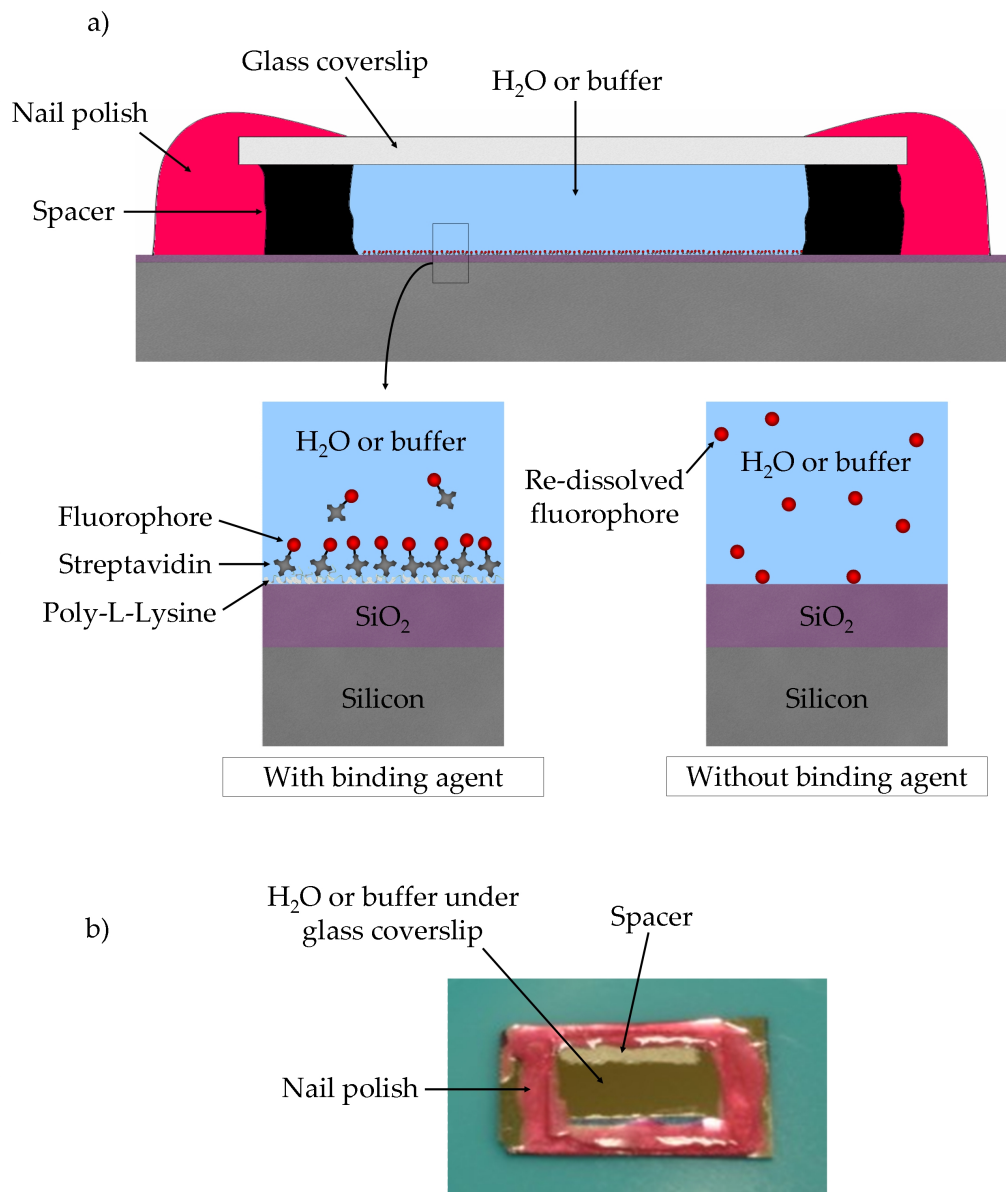 a)
Glass coverslip
H₂O or buffer
Nail polish
Spacer
H₂O or buffer
Fluorophore
Streptavidin
Poly-L-Lysine
SiO₂
Silicon
With binding agent
Re-dissolved
fluorophore
H₂O or buffer
SiO₂
Without binding agent
b)
H₂O or buffer under
glass coverslip
Spacer
Nail polish